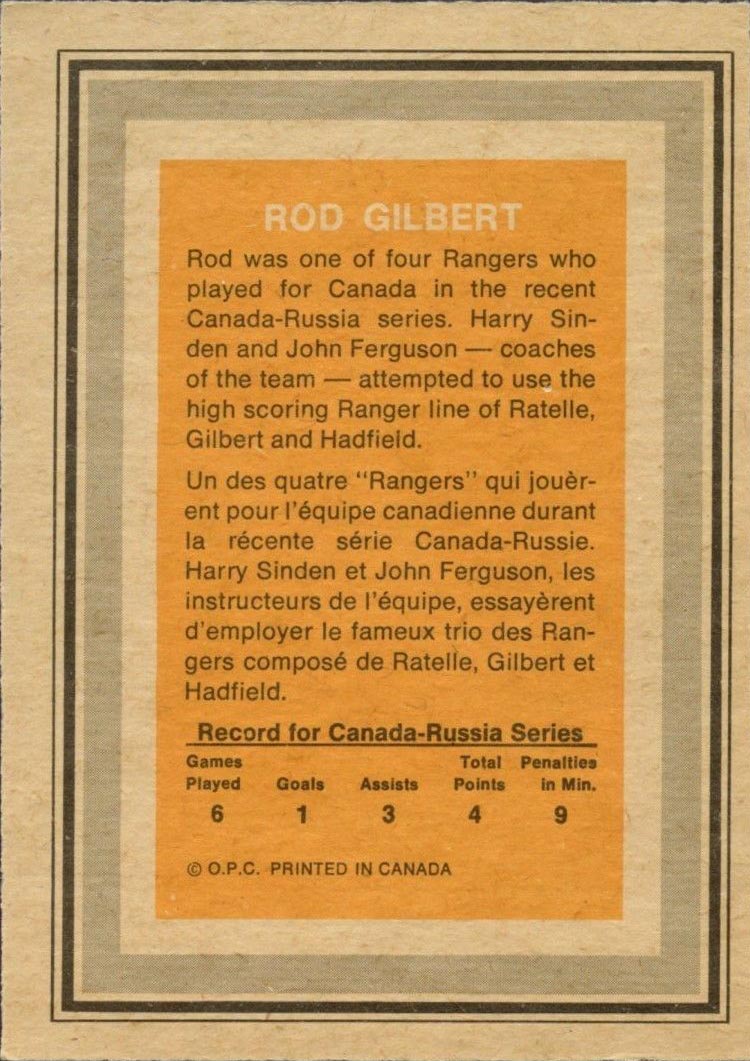 ROD GILBERT
Rod was one of four Rangers who
played for Canada in the recent
Canada-Russia series. Harry Sin-
den and John Ferguson — coaches
of the team — attempted to use the
high scoring Ranger line of Ratelle,
Gilbert and Hadfield.
Un des quatre "Rangers" qui jouèr-
ent pour l'équipe canadienne durant
la récente série Canada-Russie.
Harry Sinden et John Ferguson, les
instructeurs de l'équipe, essayèrent
d'employer le fameux trio des Ran-
gers composé de Ratelle, Gilbert et
Hadfield.
Record for Canada-Russia Series
Games Total Penalties
Played Goals Assists Points in Min.
6 1 3 4 9
© O.P.C. PRINTED IN CANADA